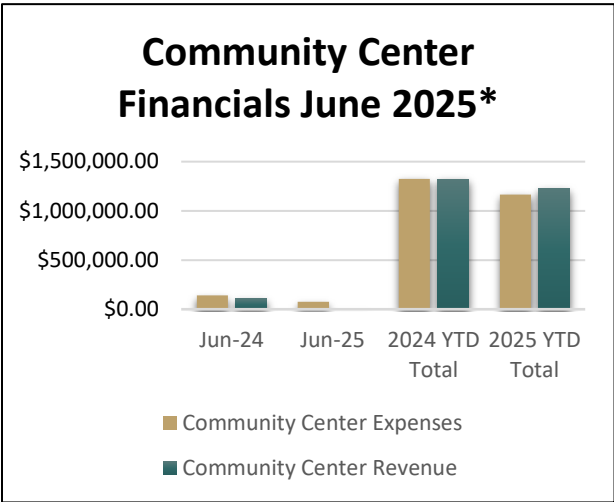 Community Center
Financials June 2025*
$1,500,000.00
$1,000,000.00
$500,000.00
$0.00
Jun-24
Jun-25
2024 YTD
Total
2025 YTD
Total
Community Center Expenses
Community Center Revenue